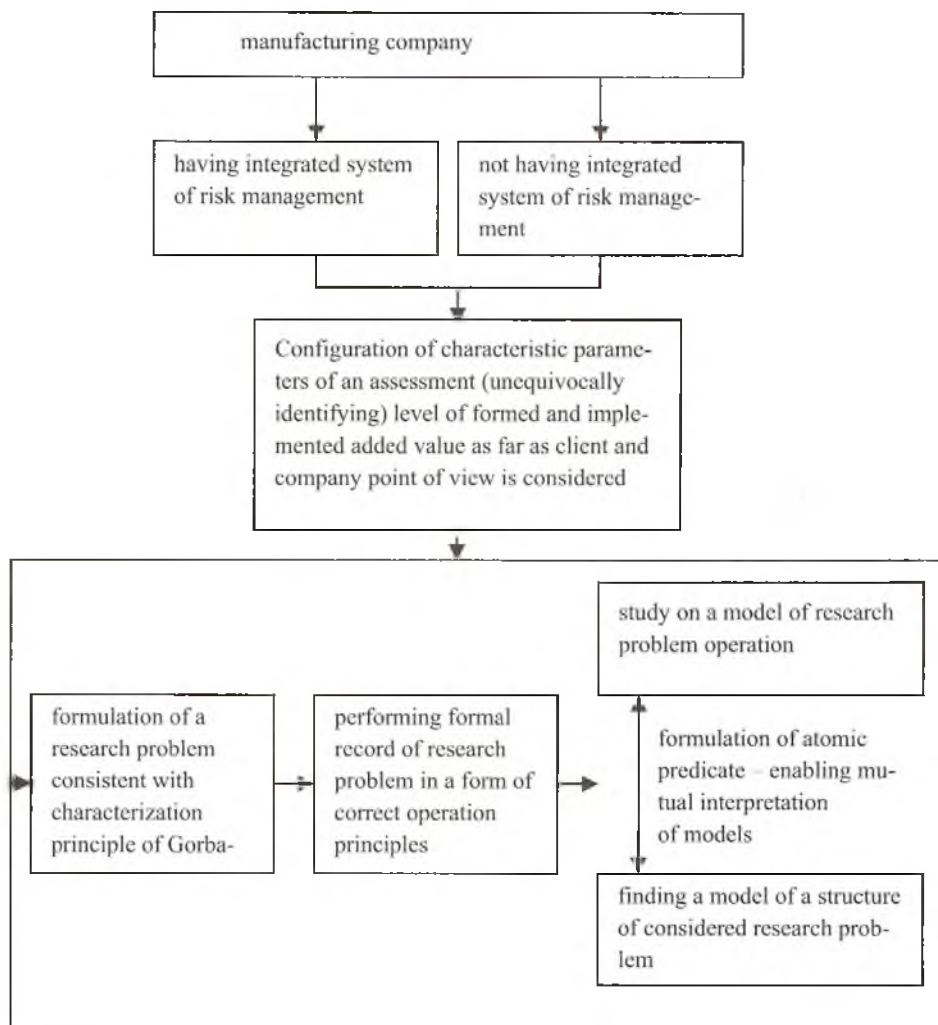 manufacturing company
having integrated system
of risk management
not having integrated
system of risk manage-
ment
Configuration of characteristic parame-
ters of an assessment (unequivocally
identifying) level of formed and imple-
mented added value as far as client and
company point of view is considered
formulation of a
research problem
consistent with
characterization
principle of Gorba-
performing formal
record of research
problem in a form of
correct operation
principles
study on a model of research
problem operation
formulation of atomic
predicate – enabling mu-
tual interpretation
of models
finding a model of a structure
of considered research prob-
lem